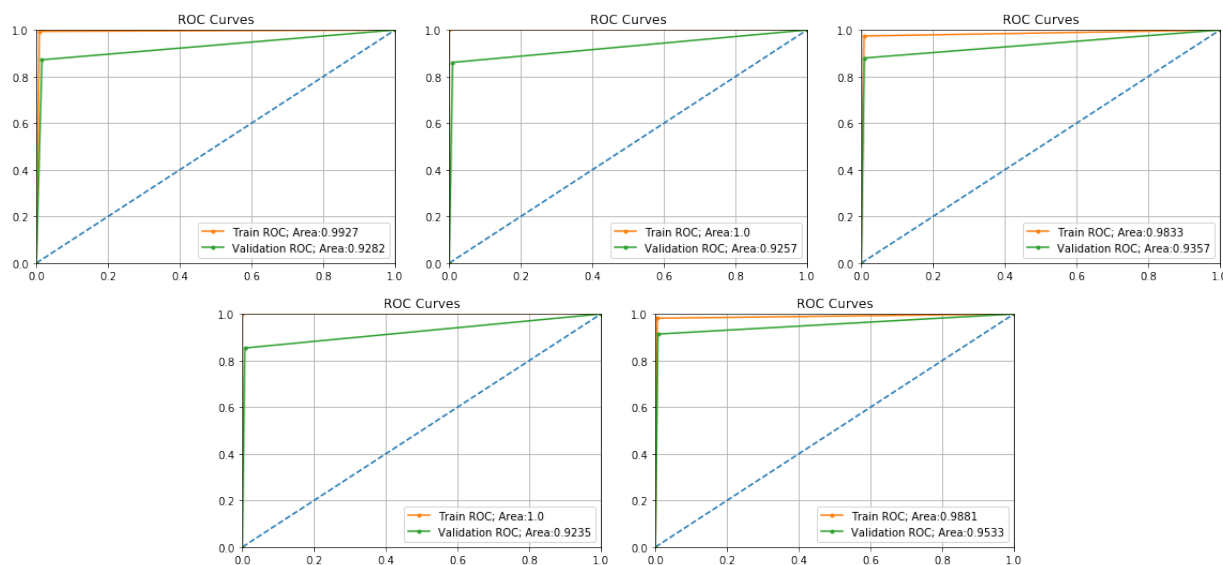 ROC Curves
1.0
0.8
0.6
0.4
0.2
0.0
0.0 0.2 0.4 0.6 0.8 1.0
Train ROC; Area:0.9927
Validation ROC; Area:0.9282
ROC Curves
1.0
0.8
0.6
0.4
0.2
0.0
0.0 0.2 0.4 0.6 0.8 1.0
Train ROC; Area:1.0
Validation ROC; Area:0.9257
ROC Curves
1.0
0.8
0.6
0.4
0.2
0.0
0.0 0.2 0.4 0.6 0.8 1.0
Train ROC; Area:0.9833
Validation ROC; Area:0.9357
ROC Curves
1.0
0.8
0.6
0.4
0.2
0.0
0.0 0.2 0.4 0.6 0.8 1.0
Train ROC; Area:1.0
Validation ROC; Area:0.9235
ROC Curves
1.0
0.8
0.6
0.4
0.2
0.0
0.0 0.2 0.4 0.6 0.8 1.0
Train ROC; Area:0.9881
Validation ROC; Area:0.9533